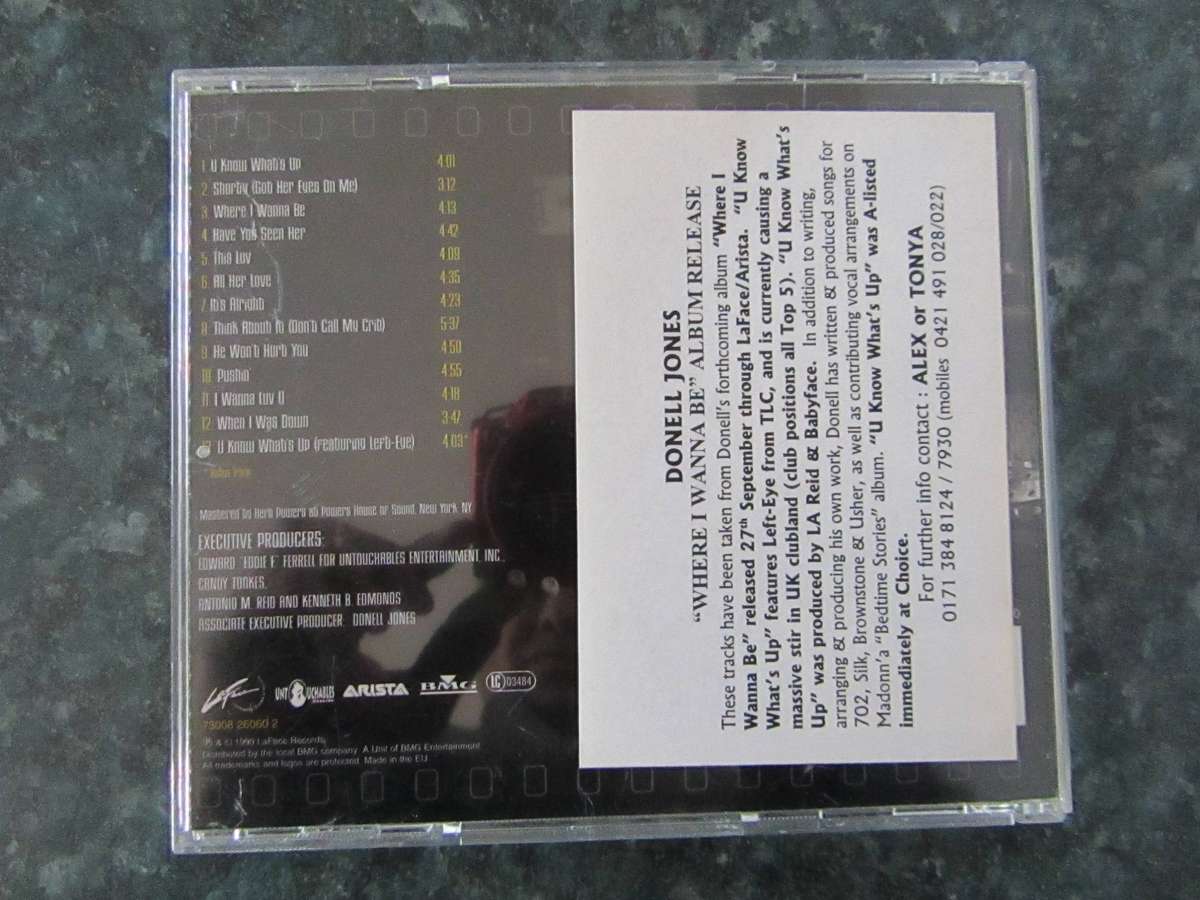 1 U Know What's Up 4.01
2 Shorty (Got Her Eyes On Me) 3.12
3 Where I Wanna Be 4.13
4 Have You Seen Her 4.42
5 This Luv 4.09
6 All Her Love 4.35
7 It's Alright 4.23
8 Think About It (Don't Call My Crib) 5.37
9 He Won't Hurt You 4.50
10 Pushin' 4.55
11 I Wanna Luv U 4.18
12 When I Was Down 3.47
13 U Know What's Up (Featuring Left-Eye) 4.03*
Mastered by Herb Powers at Powers House of Sound, New York, NY
EXECUTIVE PRODUCERS:
EDWARD "EDDIE F." FERRELL FOR UNTOUCHABLES ENTERTAINMENT, INC.,
CANDY TOOKES,
ANTONIO M. REID AND KENNETH B. EDMONDS
ASSOCIATE EXECUTIVE PRODUCER: DONELL JONES
LaFace UNTOUCHABLES ARISTA BMG LC 03484
73008 26060 2
℗ & © 1999 LaFace Records
Distributed by the local BMG company. A Unit of BMG Entertainment
All trademarks and logos are protected. Made in the EU
DONELL JONES
"WHERE I WANNA BE" ALBUM RELEASE
These tracks have been taken from Donell's forthcoming album "Where I
Wanna Be" released 27th September through LaFace/Arista. "U Know
What's Up" features Left-Eye from TLC, and is currently causing a
massive stir in UK clubland (club positions all Top 5). "U Know What's
Up" was produced by LA Reid & Babyface. In addition to writing,
arranging & producing his own work, Donell has written & produced songs for
702, Silk, Brownstone & Usher, as well as contributing vocal arrangements on
Madonn'a "Bedtime Stories" album. "U Know What's Up" was A-listed
immediately at Choice.
For further info contact : ALEX or TONYA
0171 384 8124 / 7930 (mobiles 0421 491 028/022)